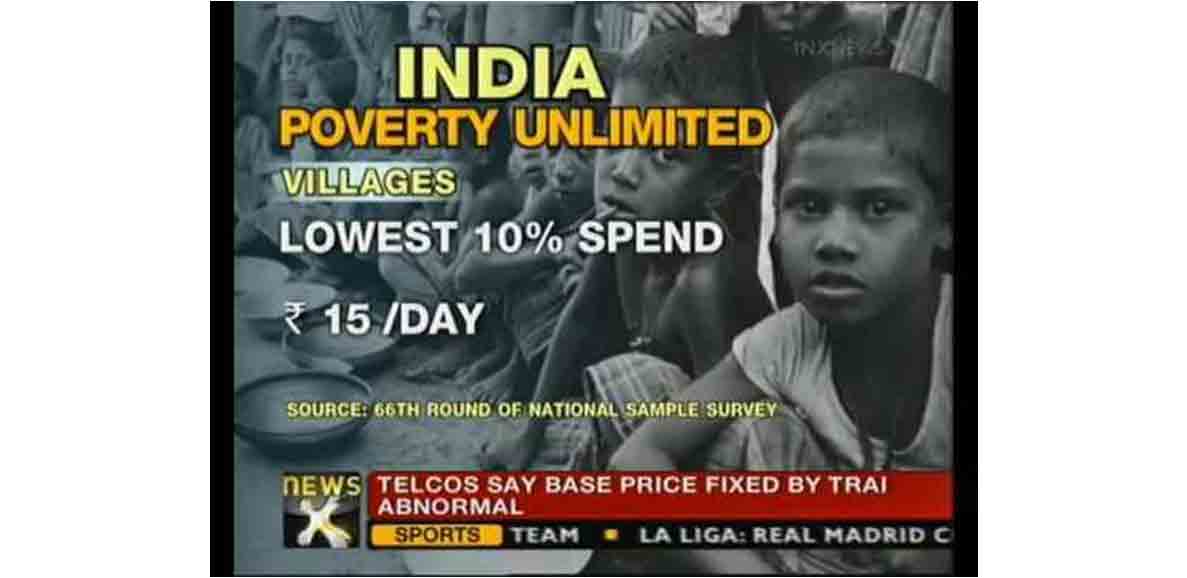 INXNEWS
INDIA
POVERTY UNLIMITED
VILLAGES
LOWEST 10% SPEND
₹ 15 /DAY
SOURCE: 66TH ROUND OF NATIONAL SAMPLE SURVEY
news X
TELCOS SAY BASE PRICE FIXED BY TRAI
ABNORMAL
SPORTS TEAM ▪ LA LIGA: REAL MADRID C